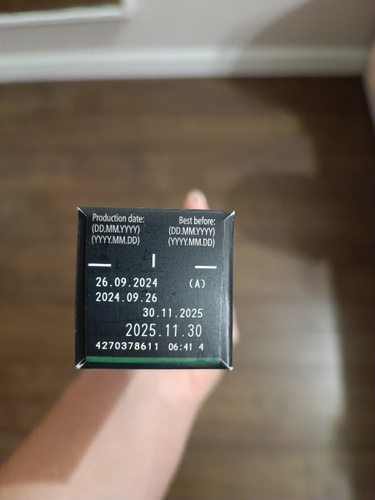 Production date: Best before:
(DD.MM.YYYY) (DD.MM.YYYY)
(YYYY.MM.DD) (YYYY.MM.DD)
26.09.2024 (A)
2024.09.26
30.11.2025
2025.11.30
4270378611 06:41 4